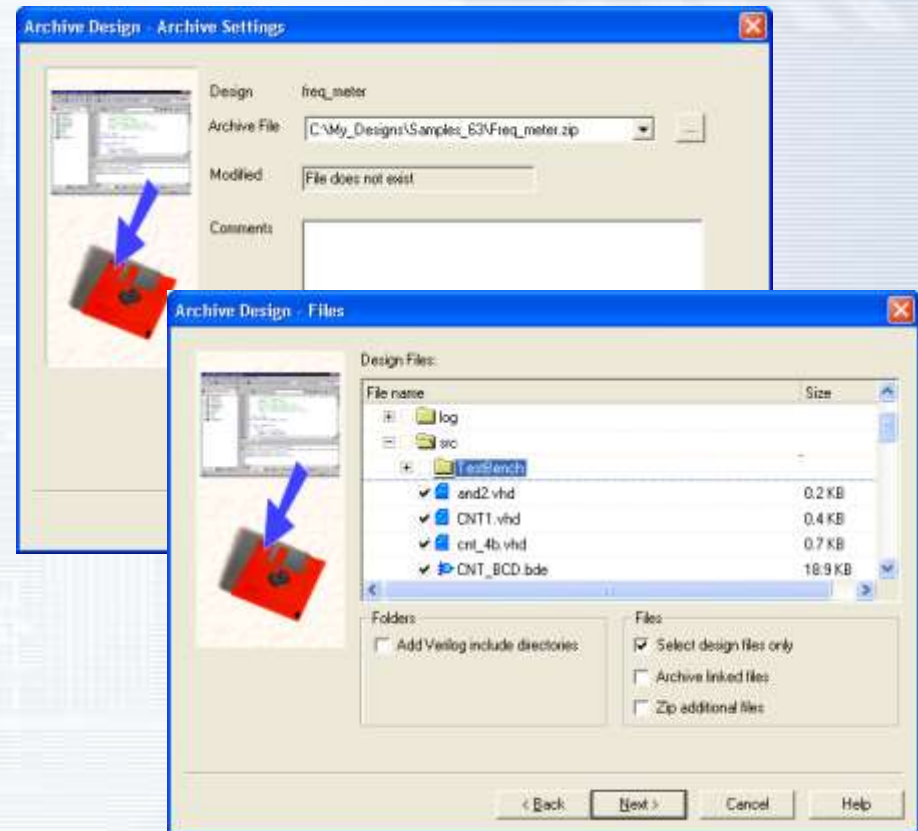 Archive Design - Archive Settings
Design freq_meter
Archive File C:\My_Designs\Samples_63\Freq_meter.zip
Modified File does not exist
Comments
Archive Design - Files
Design Files:
File name Size
log
src
TestBench
and2.vhd 0.2 KB
CNT1.vhd 0.4 KB
cnt_4b.vhd 0.7 KB
CNT_BCD.bde 18.9 KB
Folders
Add Verilog include directories
Files
Select design files only
Archive linked files
Zip additional files
< Back Next > Cancel Help